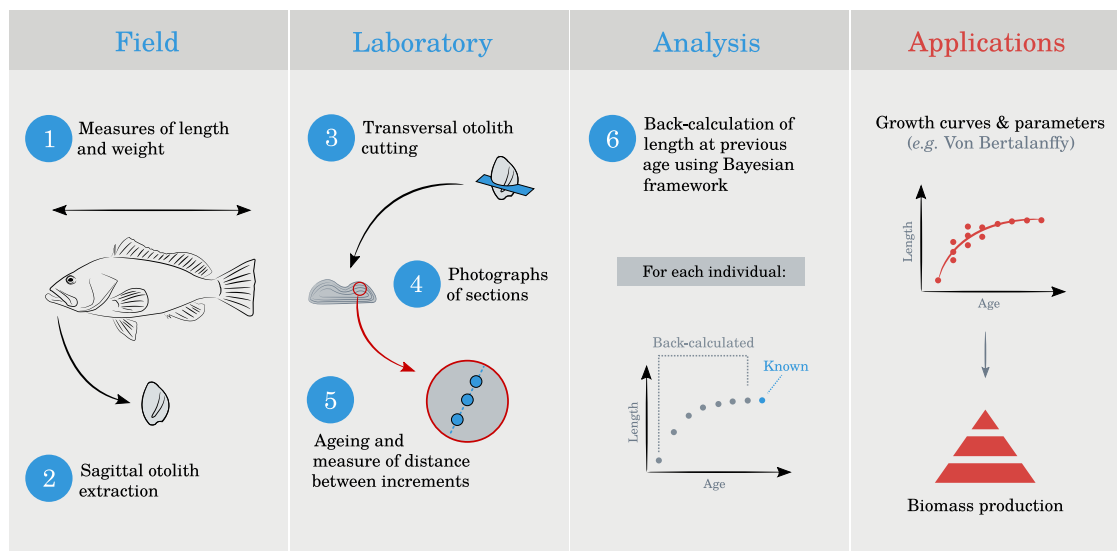 Field
1
Measures of length
and weight
2
Sagittal otolith
extraction
Laboratory
3
Transversal otolith
cutting
4
Photographs
of sections
5
Ageing and
measure of distance
between increments
Analysis
6
Back-calculation of
length at previous
age using Bayesian
framework
For each individual:
Back-calculated
Known
Length
Age
Applications
Growth curves & parameters
(e.g. Von Bertalanffy)
Length
Age
Biomass production